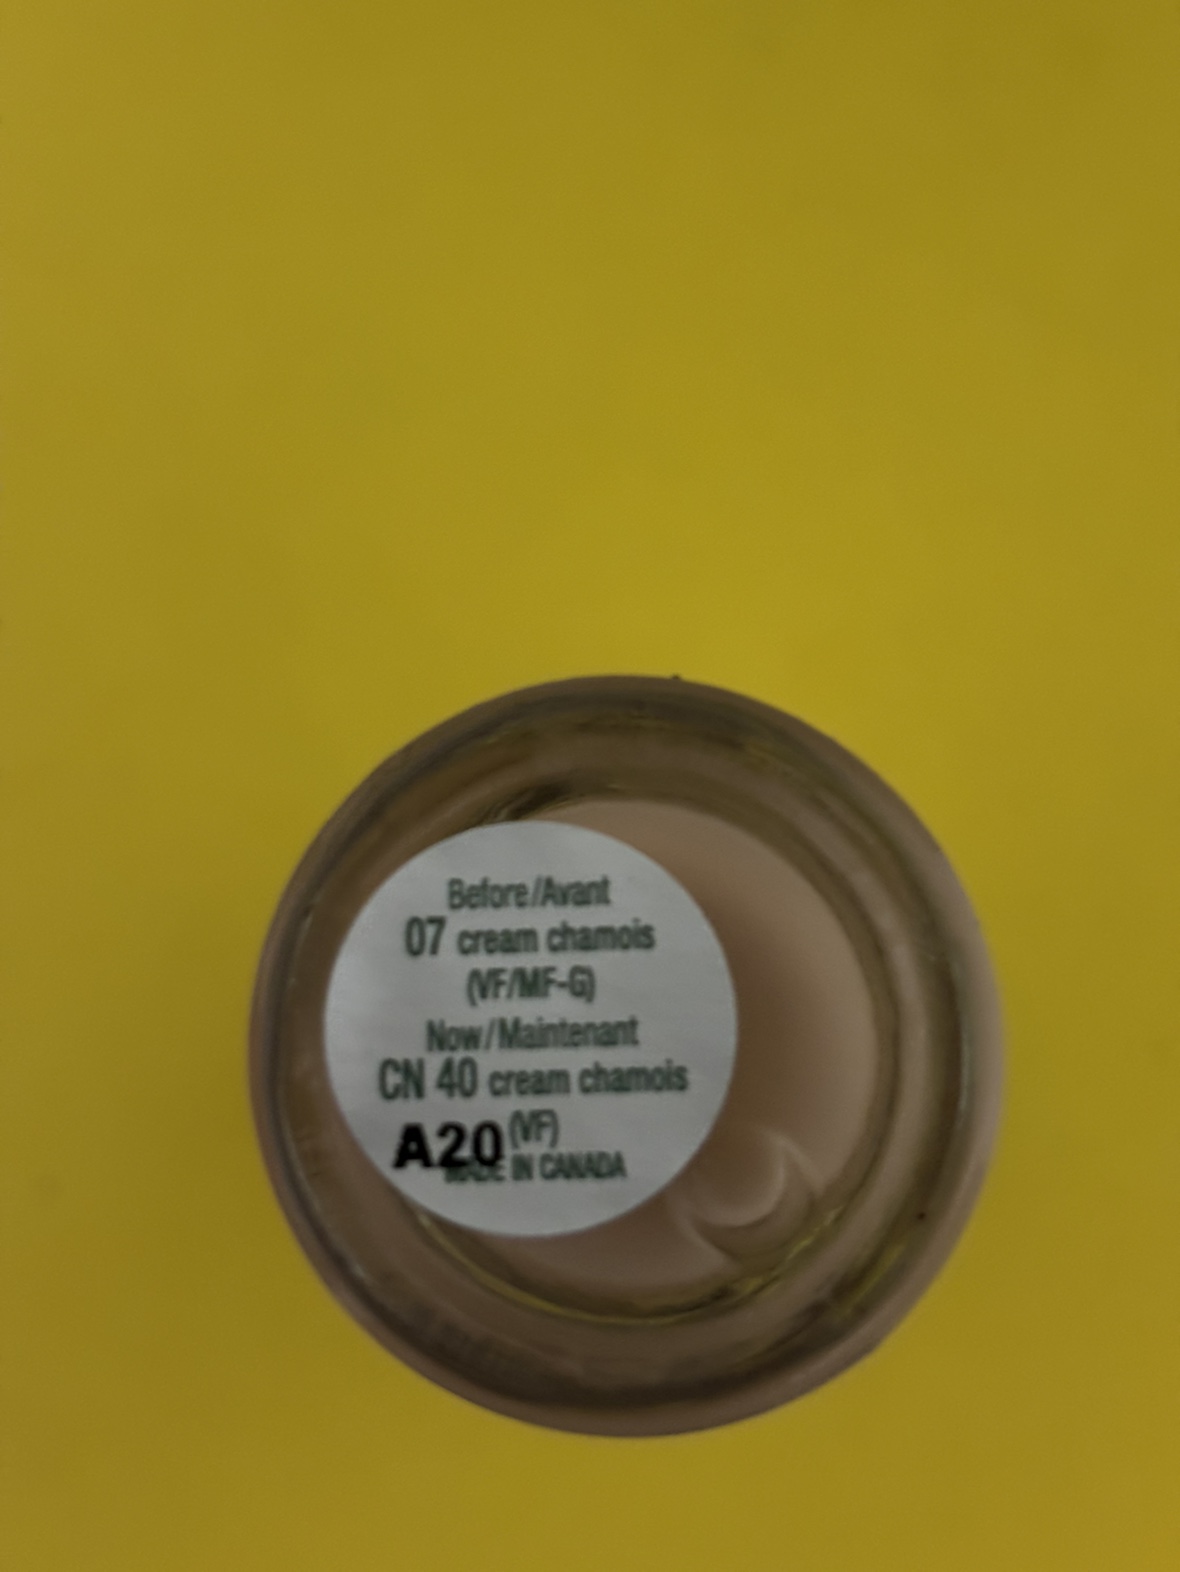 Before/Avant
07 cream chamois
(VF/MF-G)
Now/Maintenant
CN 40 cream chamois
(VF)
A20
MADE IN CANADA